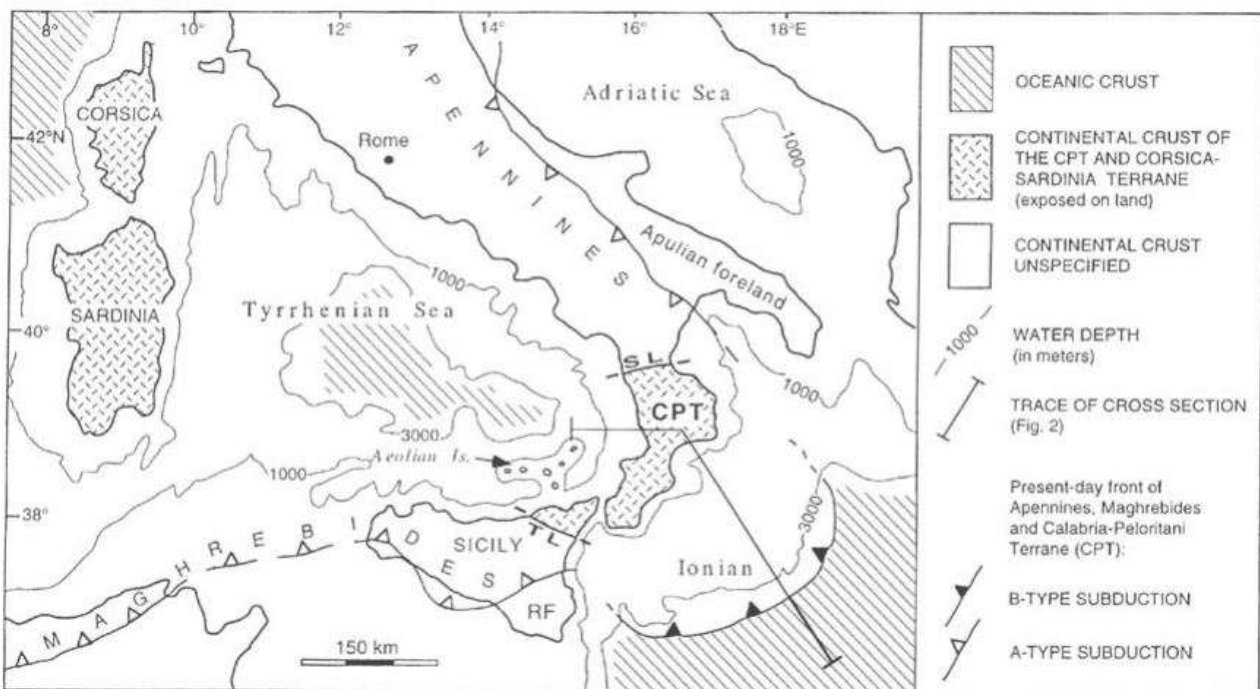 8° 10° 12° 14° 16° 18°E
42°N
40°
38°
CORSICA
SARDINIA
Rome
APENNINES
Adriatic Sea
1000
Apulian foreland
1000
Tyrrhenian Sea
SL
1000
CPT
3000
Aeolian Is.
1000
3000
TL
SICILY
Ionian
MAGHREBIDES
RF
150 km
OCEANIC CRUST
CONTINENTAL CRUST OF
THE CPT AND CORSICA-
SARDINIA TERRANE
(exposed on land)
CONTINENTAL CRUST
UNSPECIFIED
1000
WATER DEPTH
(in meters)
TRACE OF CROSS SECTION
(Fig. 2)
Present-day front of
Apennines, Maghrebides
and Calabria-Peloritani
Terrane (CPT):
B-TYPE SUBDUCTION
A-TYPE SUBDUCTION